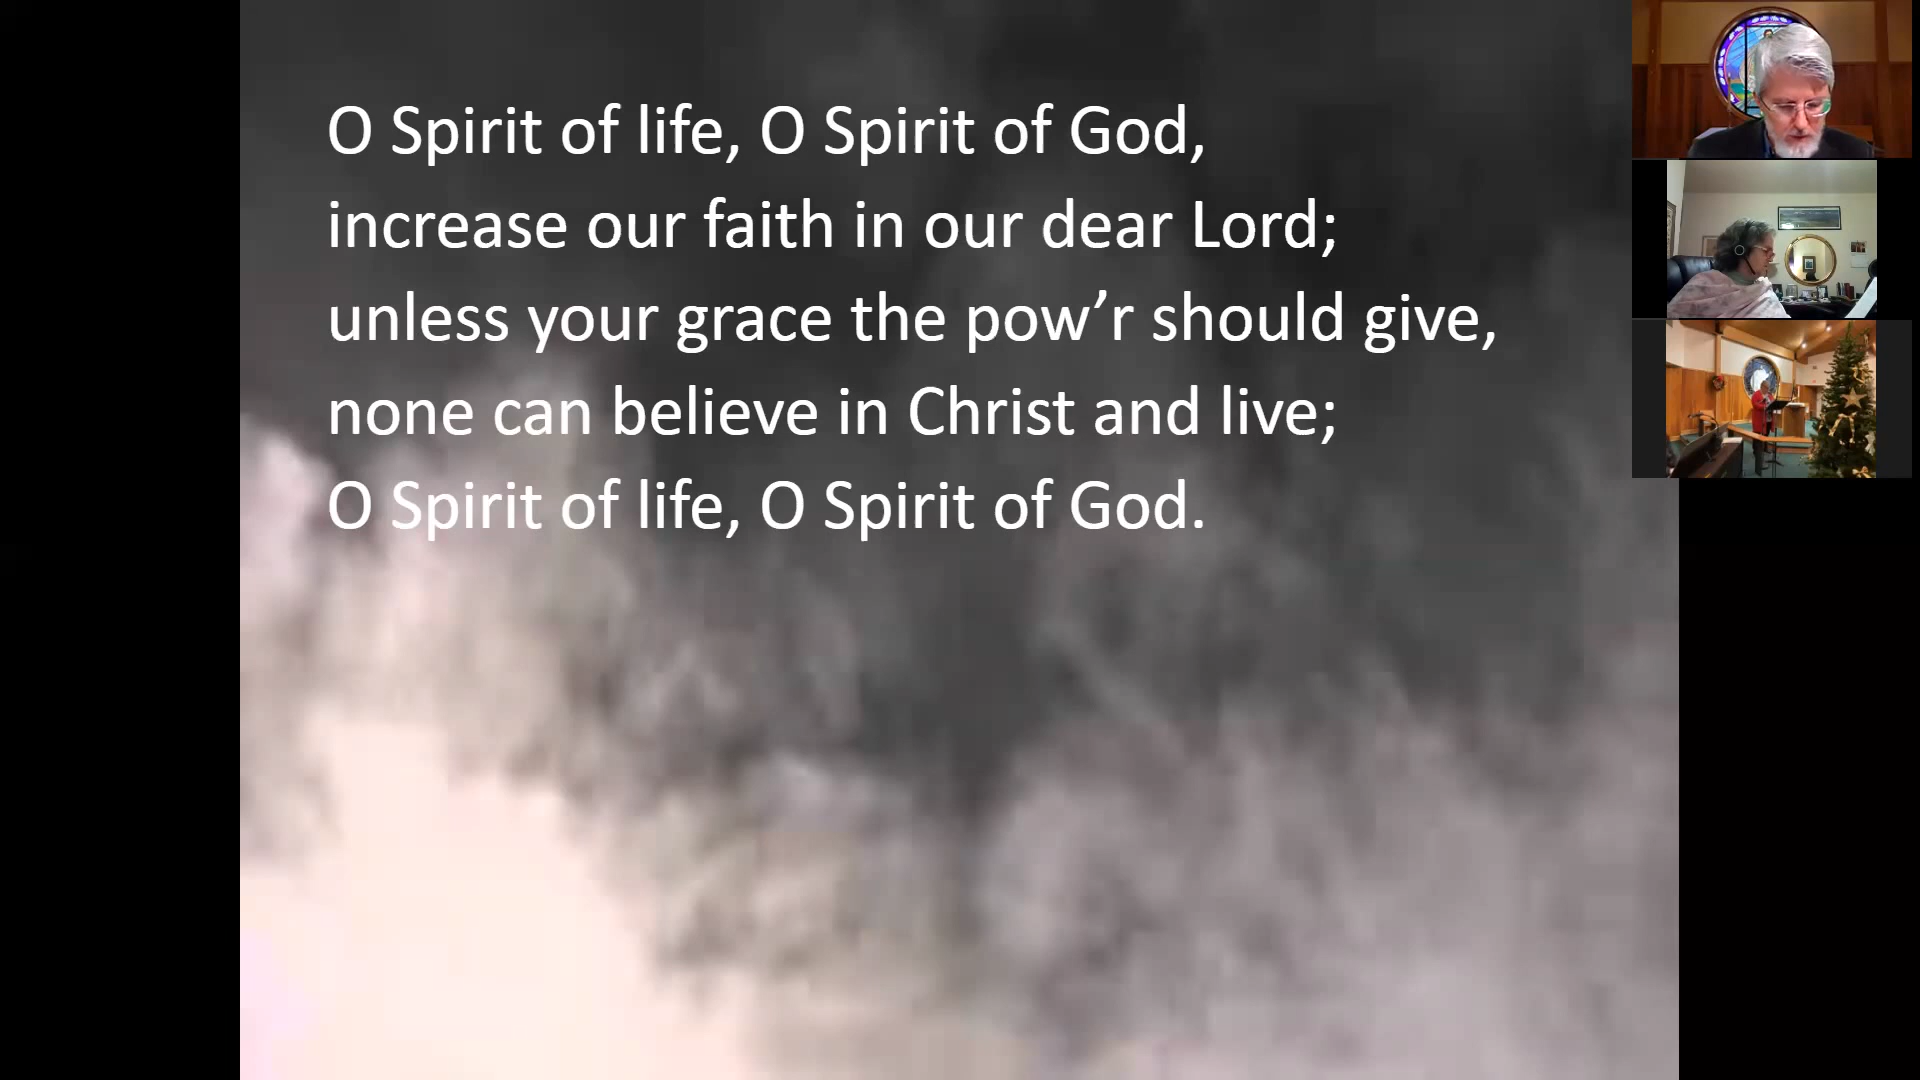 O Spirit of life, O Spirit of God,
increase our faith in our dear Lord;
unless your grace the pow’r should give,
none can believe in Christ and live;
O Spirit of life, O Spirit of God.